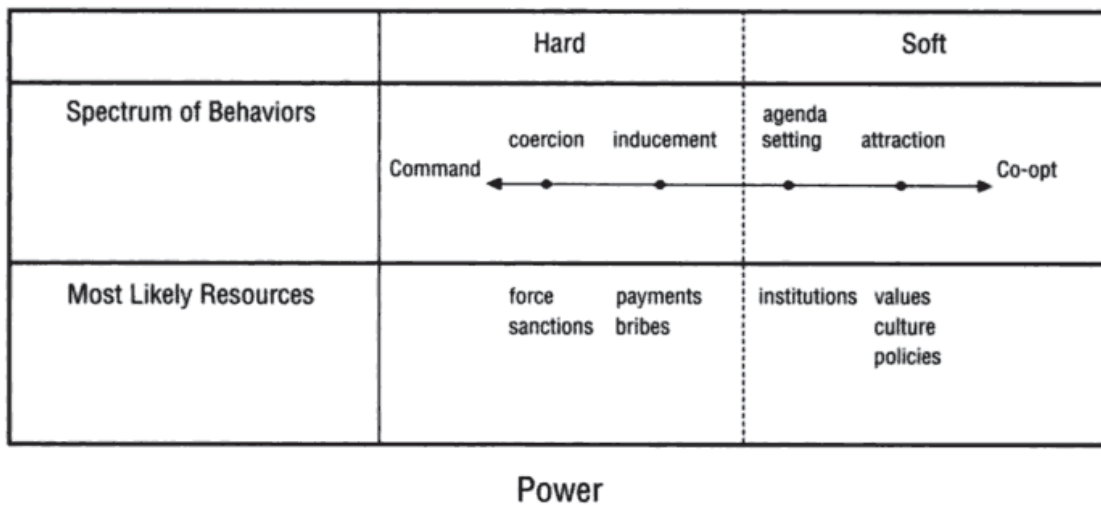 Hard Soft
Spectrum of Behaviors
agenda
coercion inducement setting attraction
Command Co-opt
Most Likely Resources
force payments institutions values
sanctions bribes culture
policies
Power